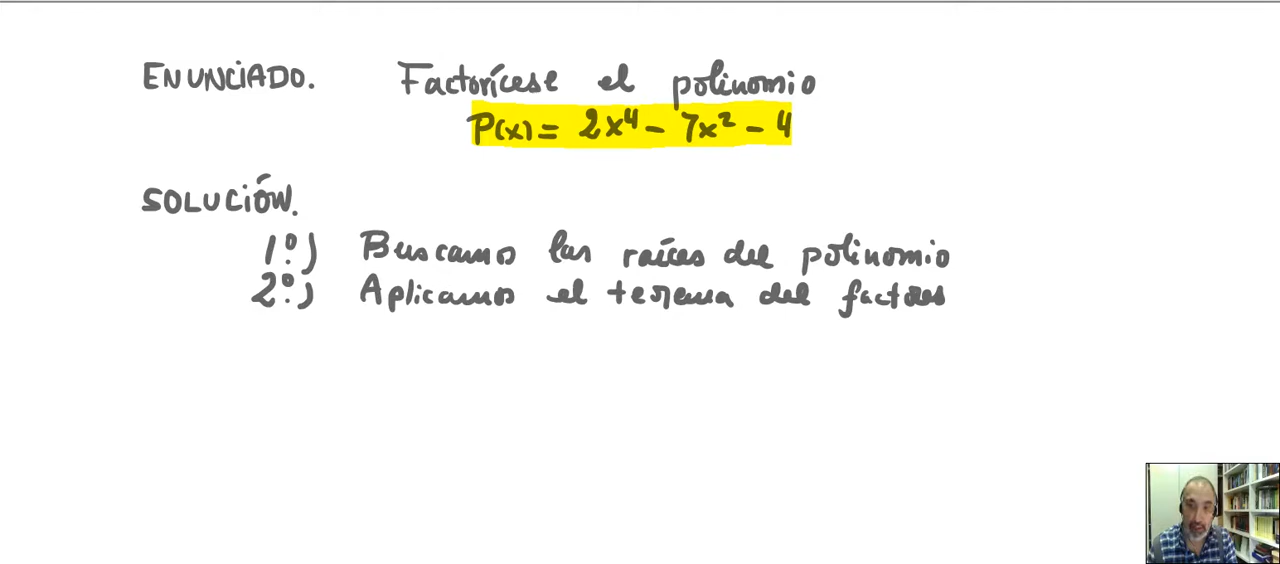 ENUNCIADO. Factorícese el polinomio
P(x) = 2x⁴ - 7x² - 4
SOLUCIÓN.
1º.) Buscamos las raíces del polinomio
2º.) Aplicamos el teorema del factores